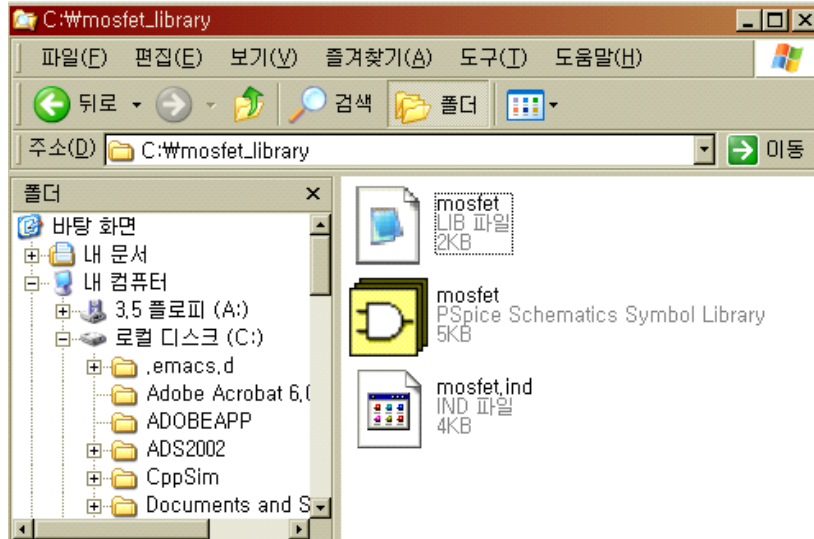 C:₩mosfet_library
파일(F) 편집(E) 보기(V) 즐겨찾기(A) 도구(T) 도움말(H)
뒤로 검색 폴더
주소(D) C:₩mosfet_library 이동
폴더
바탕 화면
내 문서
내 컴퓨터
3,5 플로피 (A:)
로컬 디스크 (C:)
,emacs,d
Adobe Acrobat 6,(
ADOBEAPP
ADS2002
CppSim
Documents and S
mosfet
LIB 파일
2KB
mosfet
PSpice Schematics Symbol Library
5KB
mosfet,ind
IND 파일
4KB